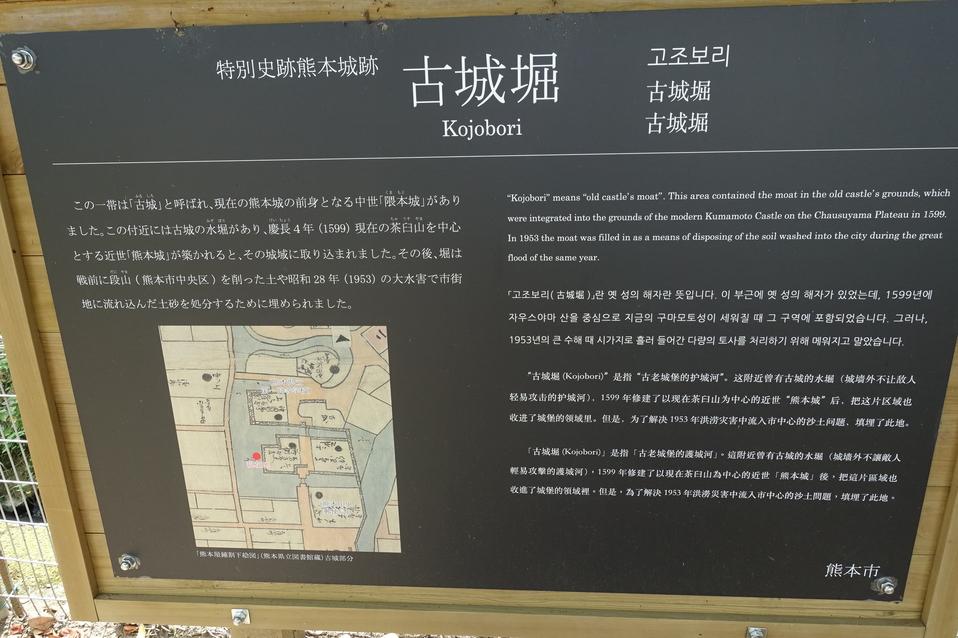 特別史跡熊本城跡
古城堀
Kojobori
고조보리
古城堀
古城堀
この一帯は「古城」と呼ばれ、現在の熊本城の前身となる中世「隈本城」があり
ました。この付近には古城の水堀があり、慶長4年(1599)現在の茶臼山を中心
とする近世「熊本城」が築かれると、その城域に取り込まれました。その後、堀は
戦前に段山(熊本市中央区)を削った土や昭和28年(1953)の大水害で市街
地に流れ込んだ土砂を処分するために埋められました。
「熊本屋鋪割下絵図」(熊本県立図書館蔵)古城部分
“Kojobori” means “old castle's moat”. This area contained the moat in the old castle's grounds, which
were integrated into the grounds of the modern Kumamoto Castle on the Chausuyama Plateau in 1599.
In 1953 the moat was filled in as a means of disposing of the soil washed into the city during the great
flood of the same year.
「고조보리(古城堀)」란 옛 성의 해자란 뜻입니다. 이 부근에 옛 성의 해자가 있었는데, 1599년에
자우스야마 산을 중심으로 지금의 구마모토성이 세워질 때 그 구역에 포함되었습니다. 그러나,
1953년의 큰 수해 때 시가지로 흘러 들어간 다량의 토사를 처리하기 위해 메워지고 말았습니다.
“古城堀(Kojobori)”是指“古老城堡的护城河”。这附近曾有古城的水堀(城墙外不让敌人
轻易攻击的护城河),1599年修建了以现在茶臼山为中心的近世“熊本城”后,把这片区域也
收进了城堡的领域里。但是,为了解决1953年洪涝灾害中流入市中心的沙土问题,填埋了此地。
「古城堀(Kojobori)」是指「古老城堡的護城河」。這附近曾有古城的水堀(城墻外不讓敵人
輕易攻擊的護城河),1599年修建了以現在茶臼山為中心的近世「熊本城」後,把這片區域也
收進了城堡的領域裡。但是,為了解決1953年洪澇災害中流入市中心的沙土問題,填埋了此地。
熊本市